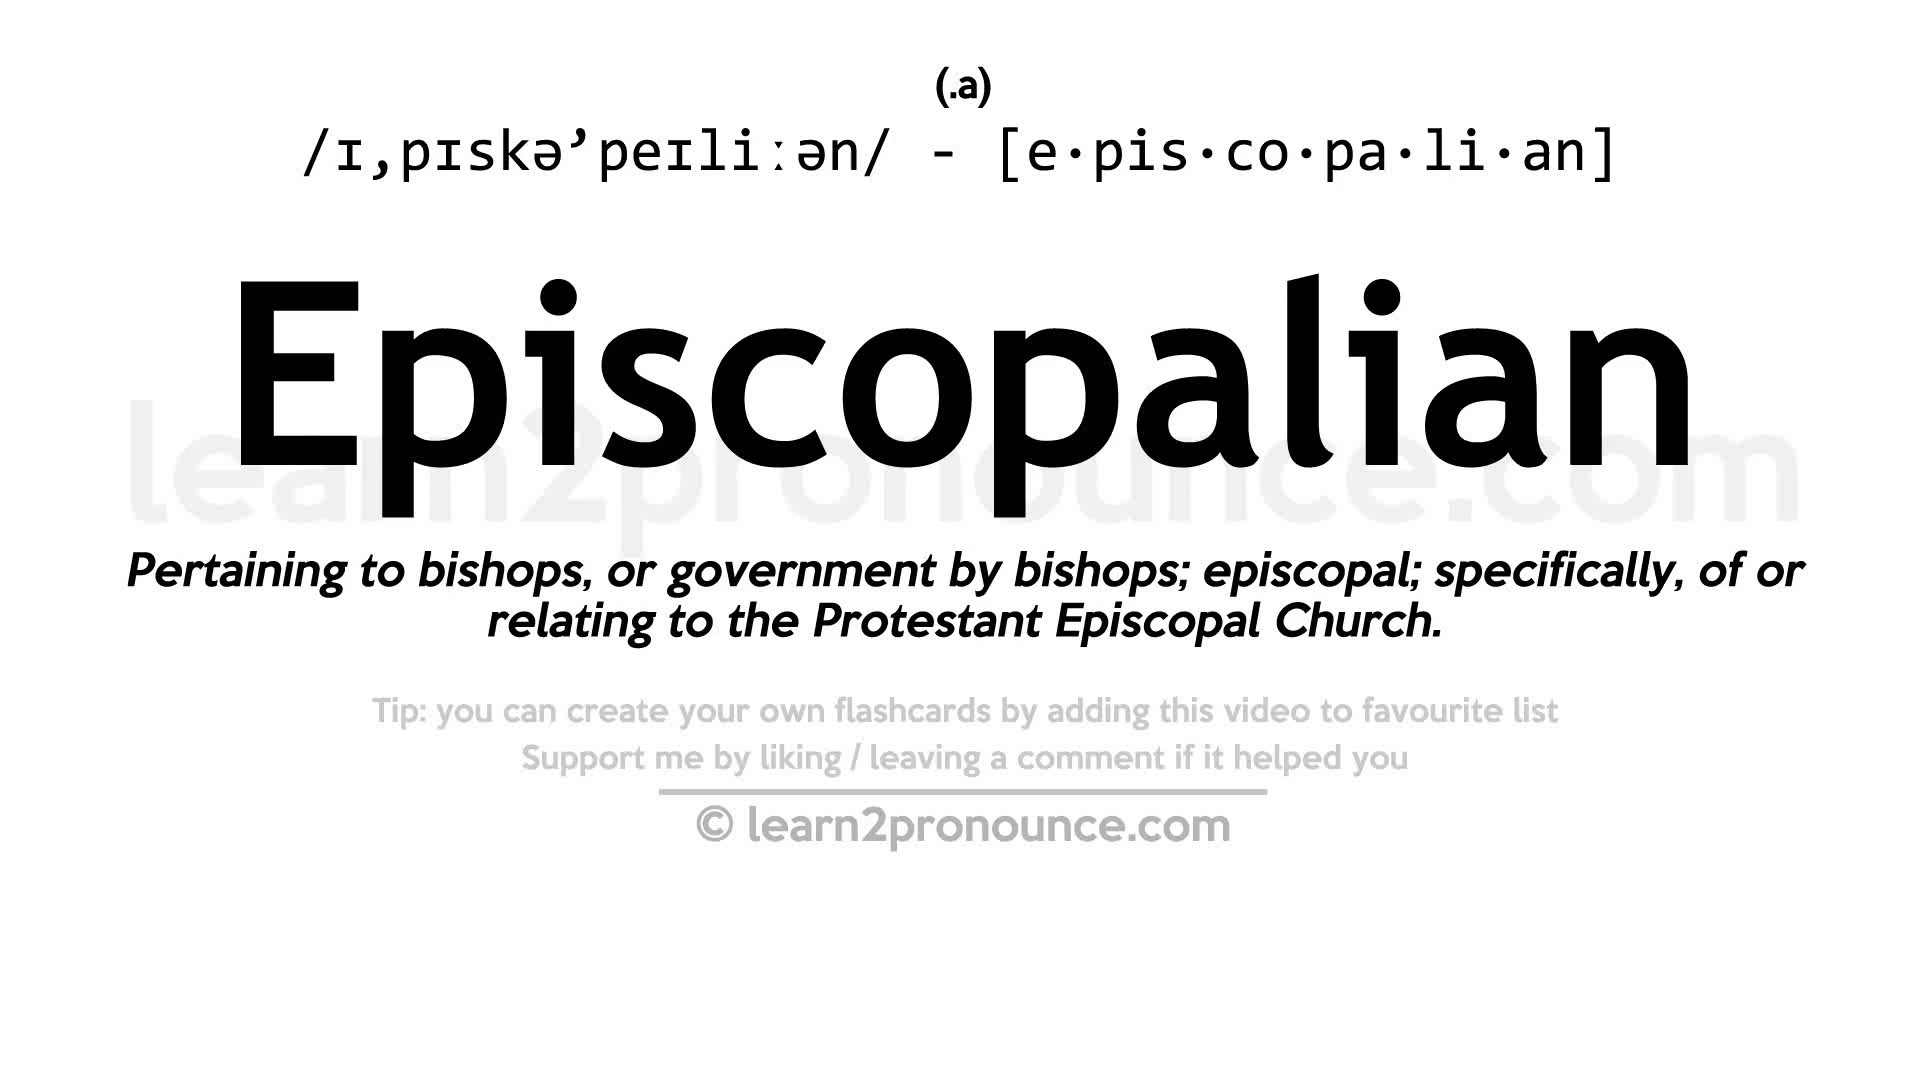 (.a)
/ɪ,pɪskə’peɪliːən/ - [e·pis·co·pa·li·an]
Episcopalian
learn2pronounce.com
Pertaining to bishops, or government by bishops; episcopal; specifically, of or
relating to the Protestant Episcopal Church.
Tip: you can create your own flashcards by adding this video to favourite list
Support me by liking / leaving a comment if it helped you
© learn2pronounce.com